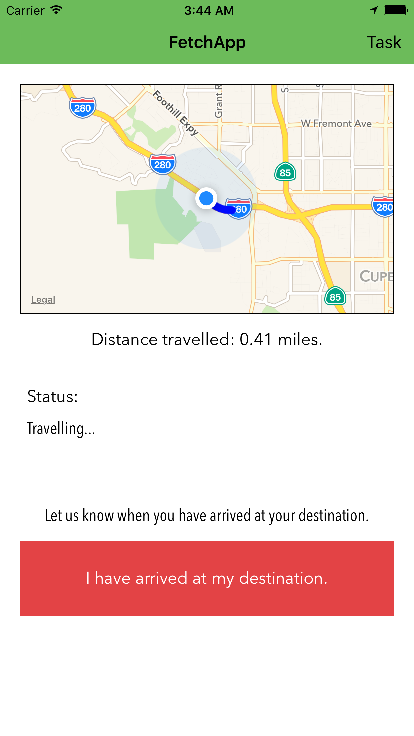 Carrier 3:44 AM
FetchApp Task
280
Foothill Expy
Grant R
S
S
W Fremont Ave
280
85
280
280
CUPE
85
Legal
Distance travelled: 0.41 miles.
Status:
Travelling...
Let us know when you have arrived at your destination.
I have arrived at my destination.